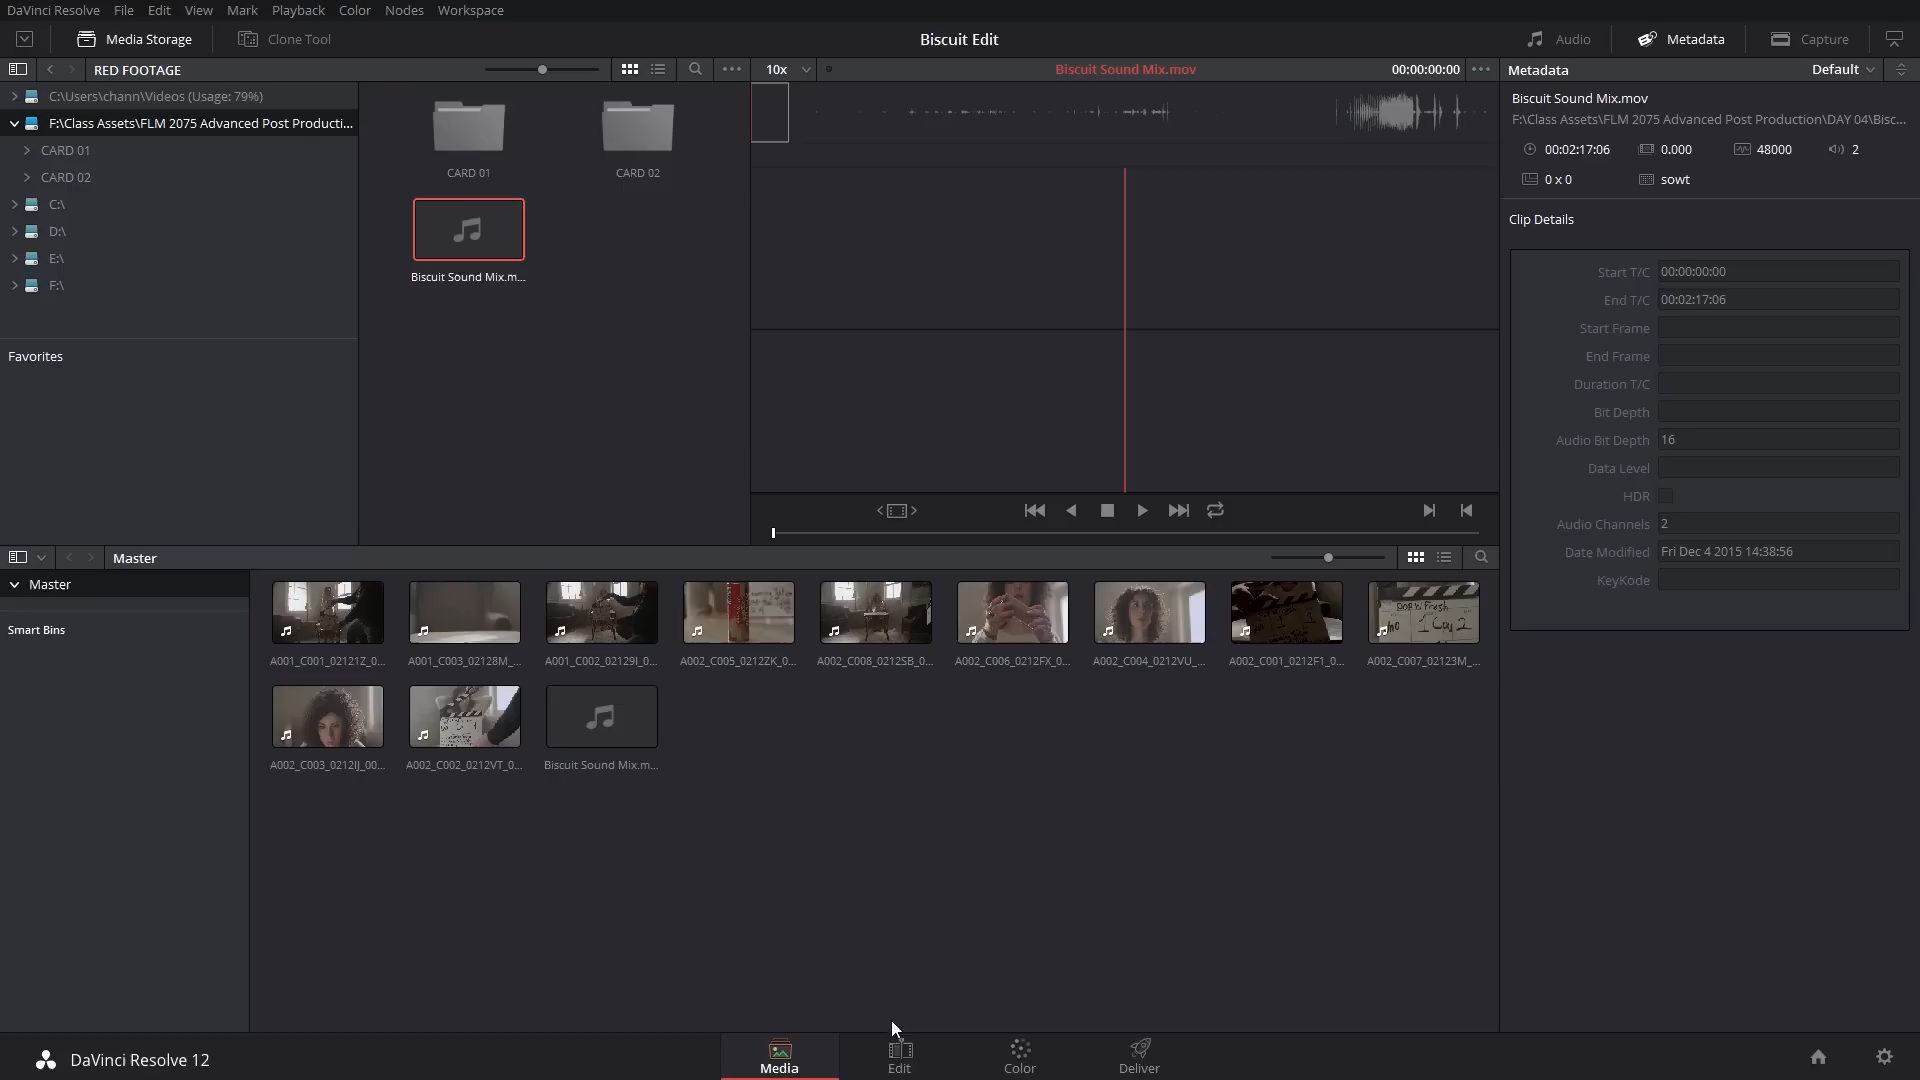 DaVinci Resolve File Edit View Mark Playback Color Nodes Workspace
Media Storage Clone Tool Biscuit Edit Audio Metadata Capture
RED FOOTAGE 10x Biscuit Sound Mix.mov 00:00:00:00 Metadata Default
C:\Users\chann\Videos (Usage: 79%)
F:\Class Assets\FLM 2075 Advanced Post Producti...
CARD 01
CARD 02
C:\
D:\
E:\
F:\
Favorites
CARD 01 CARD 02
Biscuit Sound Mix.m...
Biscuit Sound Mix.mov
F:\Class Assets\FLM 2075 Advanced Post Production\DAY 04\Bisc...
00:02:17:06 0.000 48000 2
0 x 0 sowt
Clip Details
Start T/C 00:00:00:00
End T/C 00:02:17:06
Start Frame
End Frame
Duration T/C
Bit Depth
Audio Bit Depth 16
Data Level
HDR
Audio Channels 2
Date Modified Fri Dec 4 2015 14:38:56
KeyKode
Master
Master
Smart Bins
A001_C001_02121Z_0... A001_C003_02128M_... A001_C002_02129I_0... A002_C005_0212ZK_0... A002_C008_0212SB_0... A002_C006_0212FX_0... A002_C004_0212VU_... A002_C001_0212F1_0... A002_C007_02123M_...
A002_C003_0212IJ_00... A002_C002_0212VT_0... Biscuit Sound Mix.m...
DaVinci Resolve 12 Media Edit Color Deliver